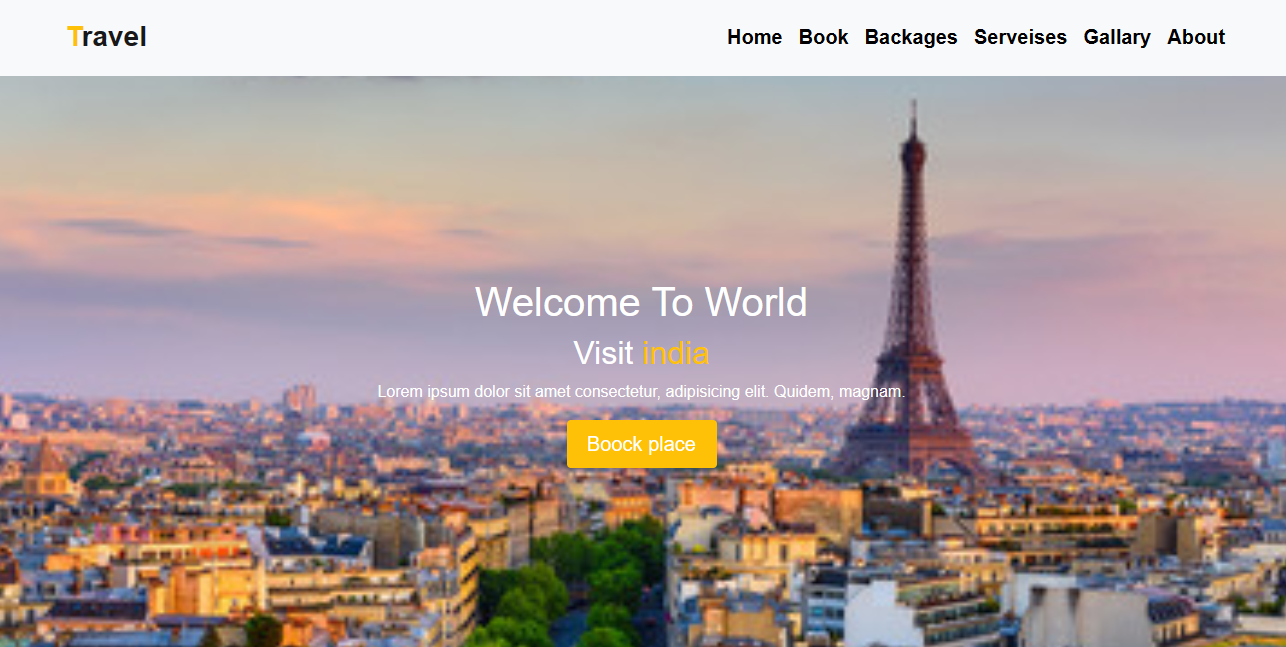 Travel
Home Book Backages Serveises Gallary About
Welcome To World
Visit india
Lorem ipsum dolor sit amet consectetur, adipisicing elit. Quidem, magnam.
Boock place